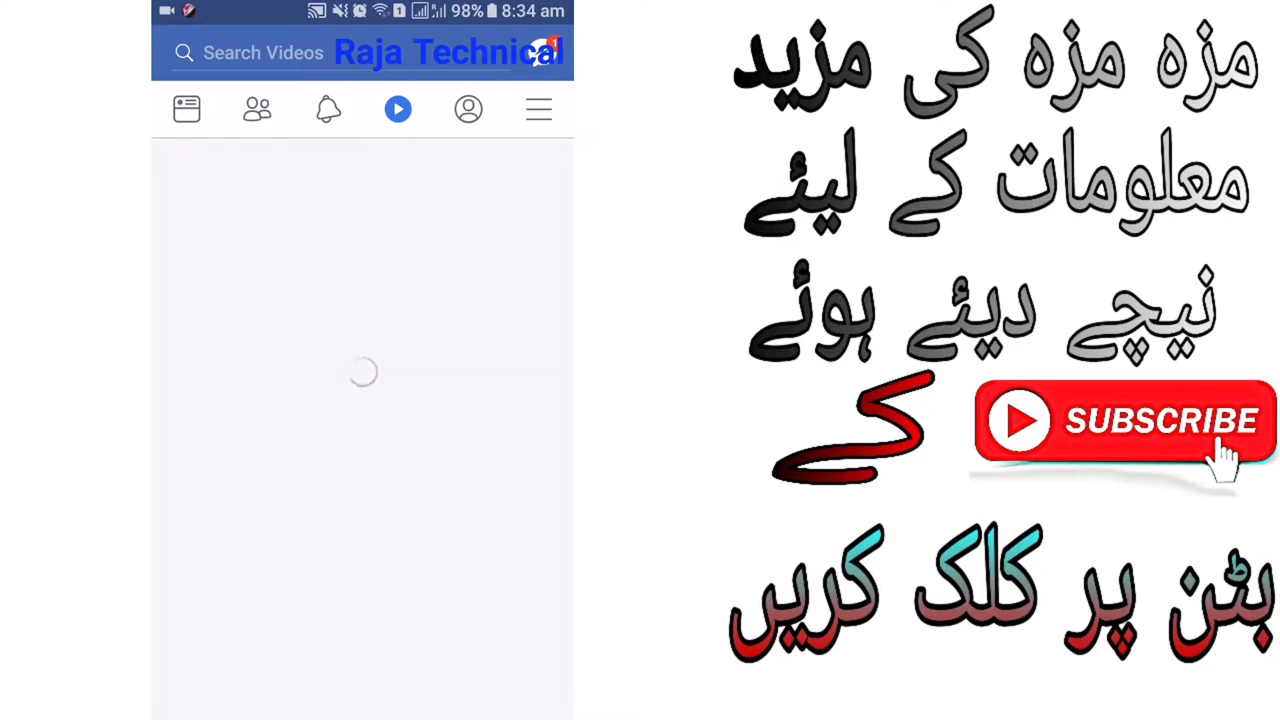 98% 8:34 am
Search Videos Raja Technical 1
مزہ مزہ کی مزید
معلومات کے لیئے
نیچے دیئے ہوئے
SUBSCRIBE کے
بٹن پر کلک کریں